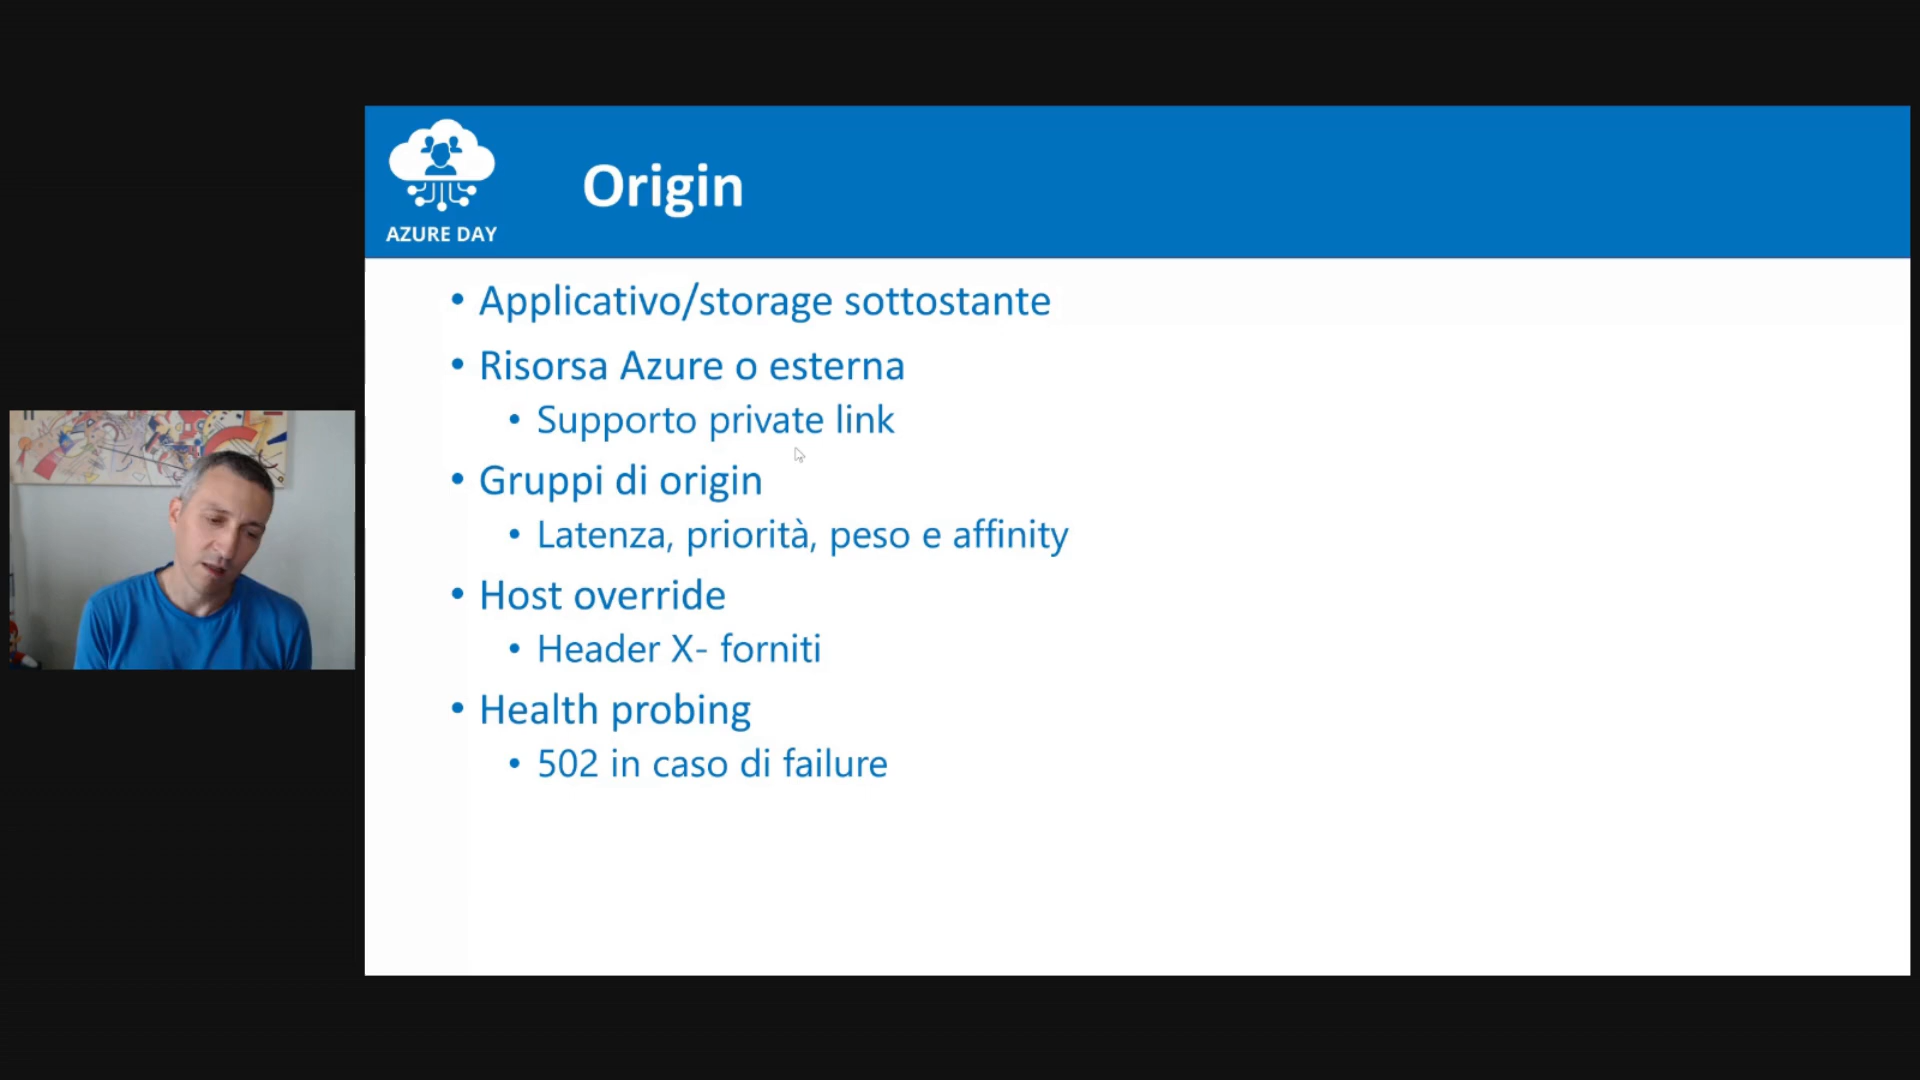 AZURE DAY
Origin
• Applicativo/storage sottostante
• Risorsa Azure o esterna
• Supporto private link
• Gruppi di origin
• Latenza, priorità, peso e affinity
• Host override
• Header X- forniti
• Health probing
• 502 in caso di failure